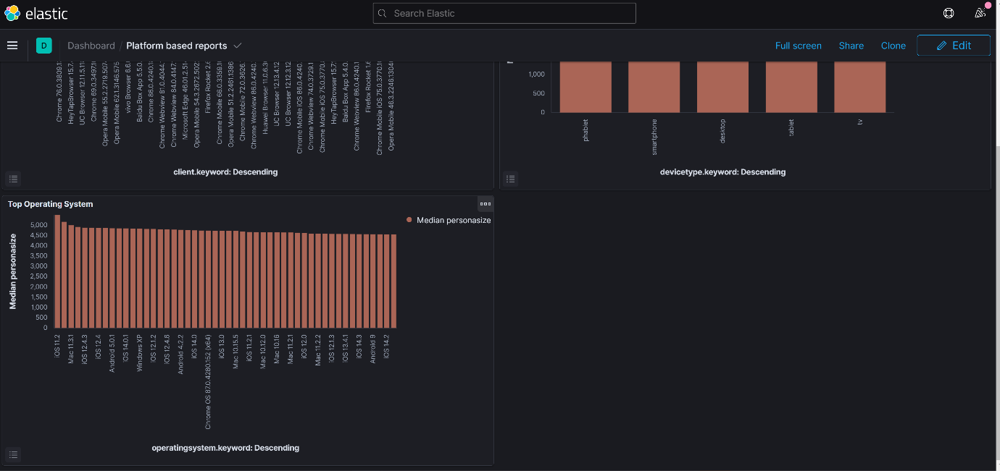 elastic
Search Elastic
D
Dashboard / Platform based reports
Full screen
Share
Clone
Edit
Chrome 76.0.3809.1
HeyTapBrowser 15.7.
UC Browser 12.11.5.11
Chrome 69.0.3497.1
Opera Mobile 55.2.2719.507
Opera Mobile 62.1.3146.575
vivo Browser 6.6.
Baidu Box App 5.5.0
Chrome 86.0.4240.1
Chrome Webview 81.0.4044.
Chrome Webview 84.0.4147.
Microsoft Edge 46.01.2.51
Opera Mobile 54.3.2672.502
Firefox Rocket 2.
Chrome Mobile 66.0.3359.1
Opera Mobile 51.2.2461.1386
Chrome Mobile 72.0.3626.
Chrome Webview 86.0.4240.
Huawei Browser 11.0.6.3
UC Browser 12.13.4.12
UC Browser 12.12.3.12
Chrome Mobile iOS 86.0.4240.
Chrome Webview 74.0.3729.1
Chrome Mobile iOS 75.0.3770.
HeyTapBrowser 15.7.
Baidu Box App 5.4.0
Chrome Webview 86.0.4240.1
Firefox Rocket 1.
Chrome Mobile iOS 75.0.3770.1
Opera Mobile 46.3.2246.1304
client.keyword: Descending
1,000
500
0
phablet
smartphone
desktop
tablet
tv
devicetype.keyword: Descending
Top Operating System
Median personasize
Median personasize
5,000
4,500
4,000
3,500
3,000
2,500
2,000
1,500
1,000
500
0
iOS 11.2
Mac 11.3.1
iOS 12.4.3
iOS 12.4
Android 5.0.1
iOS 14.0.1
Windows XP
iOS 12.1.2
iOS 12.4.8
Android 4.2.2
iOS 14.0
Chrome OS 87.0.4280.152 (x64)
iOS 13.0
Mac 10.15.5
iOS 11.2.1
Mac 10.12.0
Mac 10.16
Mac 11.2.1
iOS 12.0
Mac 11.2.2
iOS 12.1.3
iOS 13.4.1
iOS 14.3
Android 9
iOS 14.2
operatingsystem.keyword: Descending